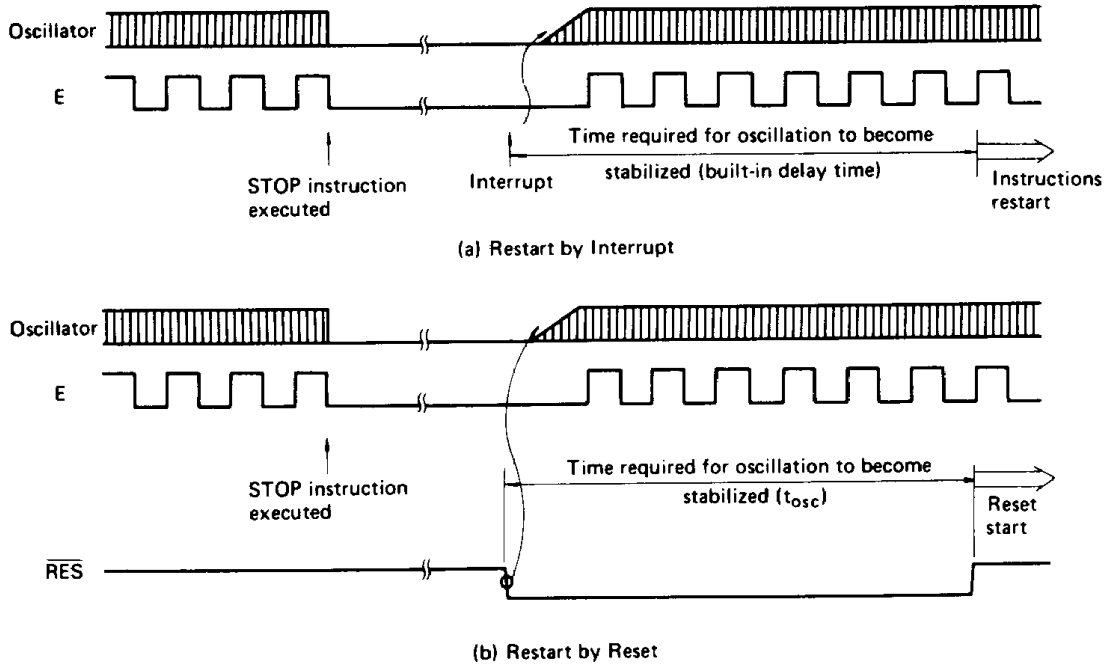 Oscillator
E
Time required for oscillation to become
stabilized (built-in delay time)
STOP instruction
executed
Interrupt
Instructions
restart
(a) Restart by Interrupt
Oscillator
E
Time required for oscillation to become
stabilized (tosc)
STOP instruction
executed
Reset
start
RES
(b) Restart by Reset